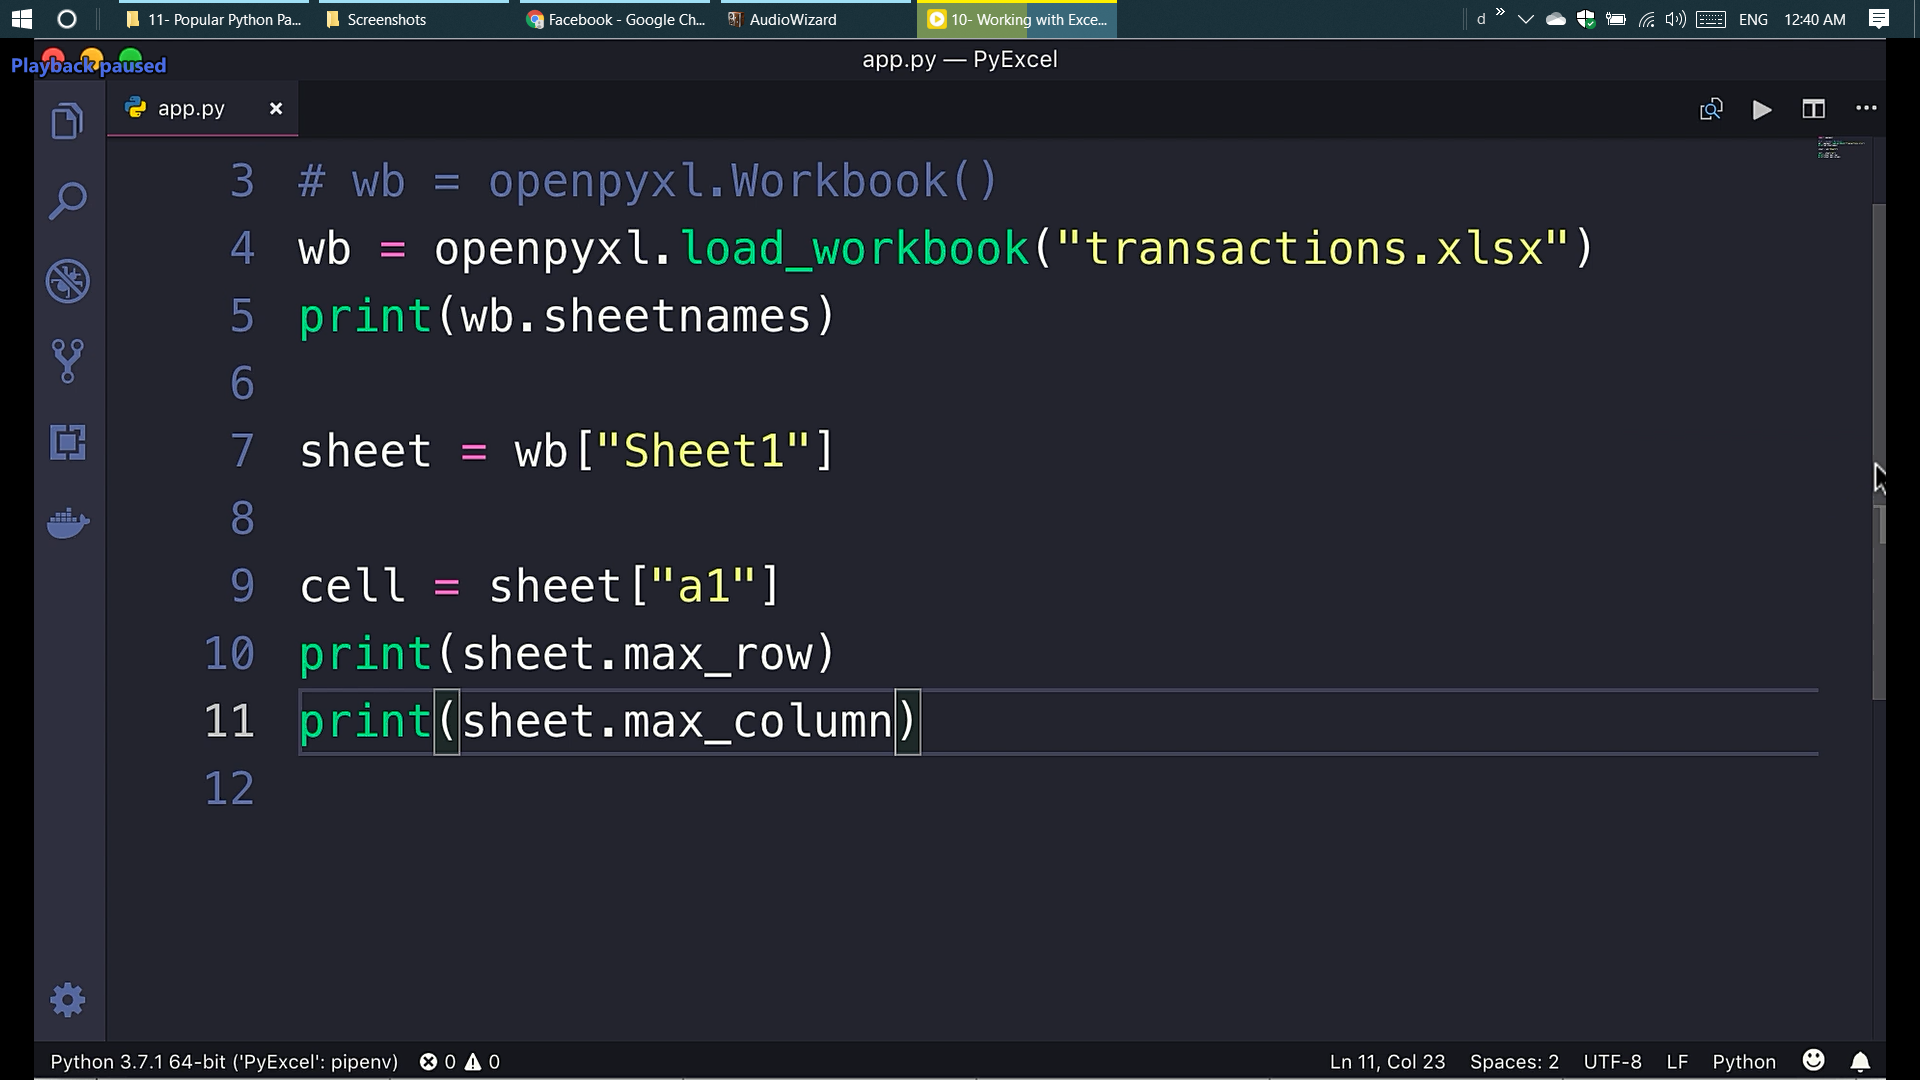 11- Popular Python Pa...
Screenshots
Facebook - Google Ch...
AudioWizard
10- Working with Exce...
d
ENG
12:40 AM
Playback paused
app.py — PyExcel
app.py
3 # wb = openpyxl.Workbook()
4 wb = openpyxl.load_workbook("transactions.xlsx")
5 print(wb.sheetnames)
6
7 sheet = wb["Sheet1"]
8
9 cell = sheet["a1"]
10 print(sheet.max_row)
11 print(sheet.max_column)
12
Python 3.7.1 64-bit ('PyExcel': pipenv) 0 0 Ln 11, Col 23 Spaces: 2 UTF-8 LF Python